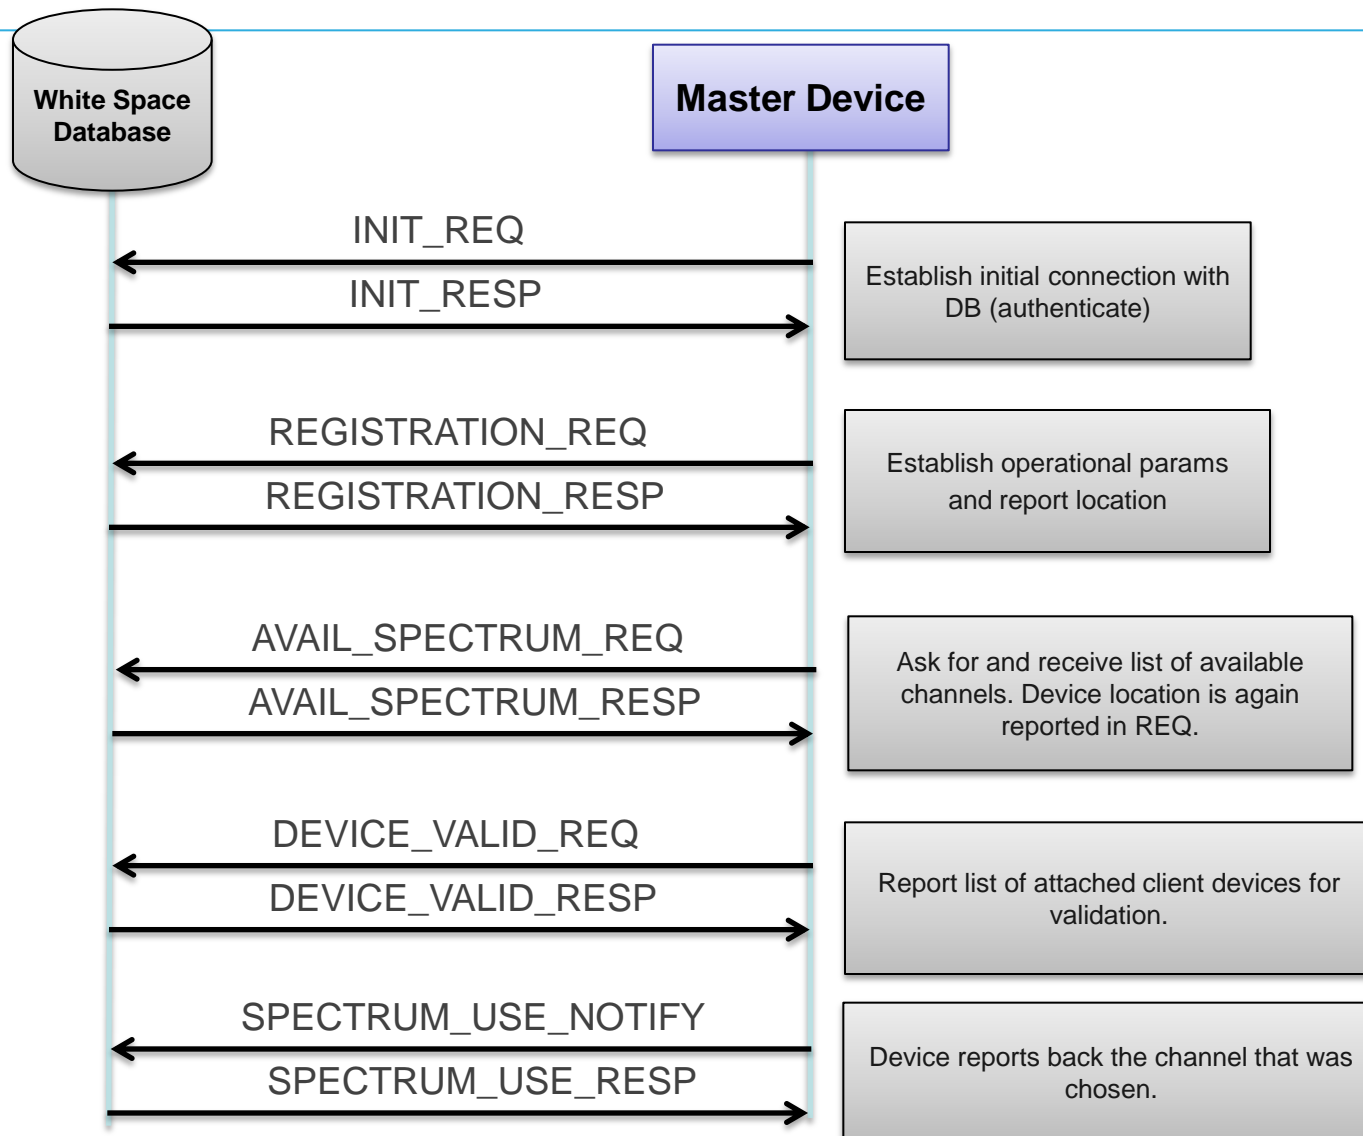 White Space
Database
Master Device
INIT_REQ
INIT_RESP
Establish initial connection with
DB (authenticate)
REGISTRATION_REQ
REGISTRATION_RESP
Establish operational params
and report location
AVAIL_SPECTRUM_REQ
AVAIL_SPECTRUM_RESP
Ask for and receive list of available
channels. Device location is again
reported in REQ.
DEVICE_VALID_REQ
DEVICE_VALID_RESP
Report list of attached client devices for
validation.
SPECTRUM_USE_NOTIFY
SPECTRUM_USE_RESP
Device reports back the channel that was
chosen.